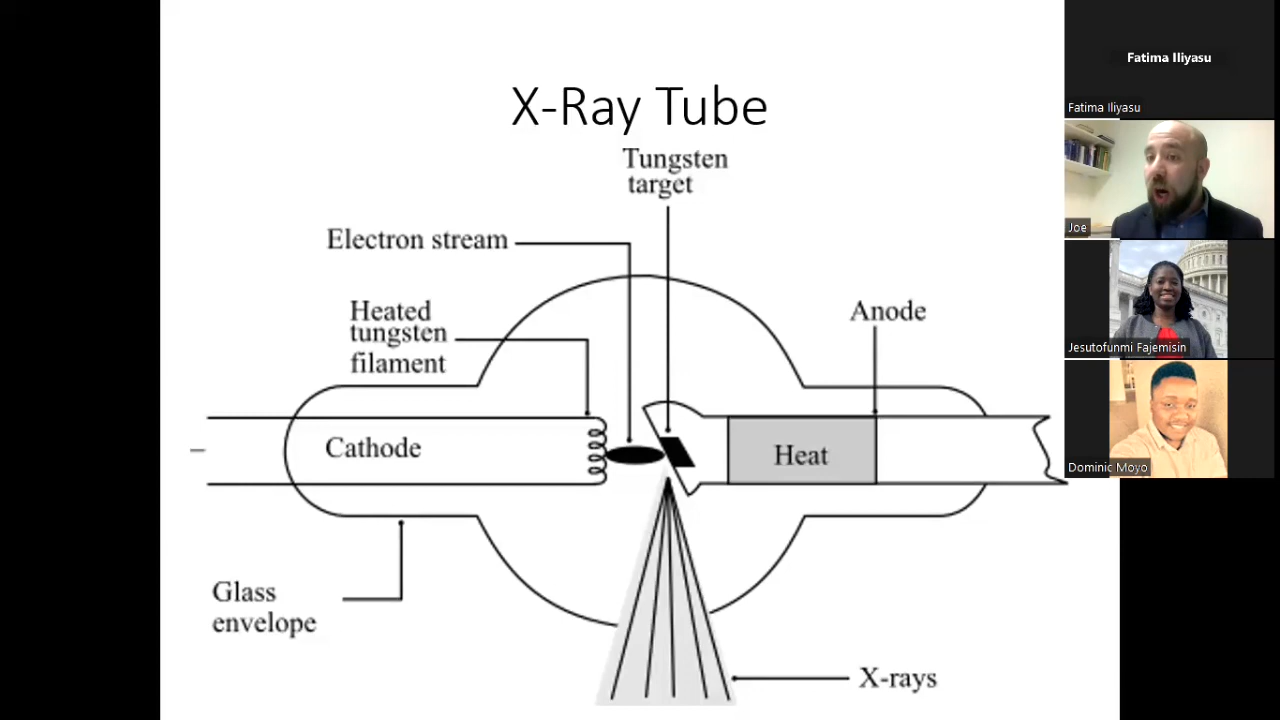 X-Ray Tube
Tungsten
target
Electron stream
Heated
tungsten
filament
Anode
–
Cathode
Heat
Glass
envelope
X-rays
Fatima Iliyasu
Fatima Iliyasu
Joe
Jesutofunmi Fajemisin
Dominic Moyo